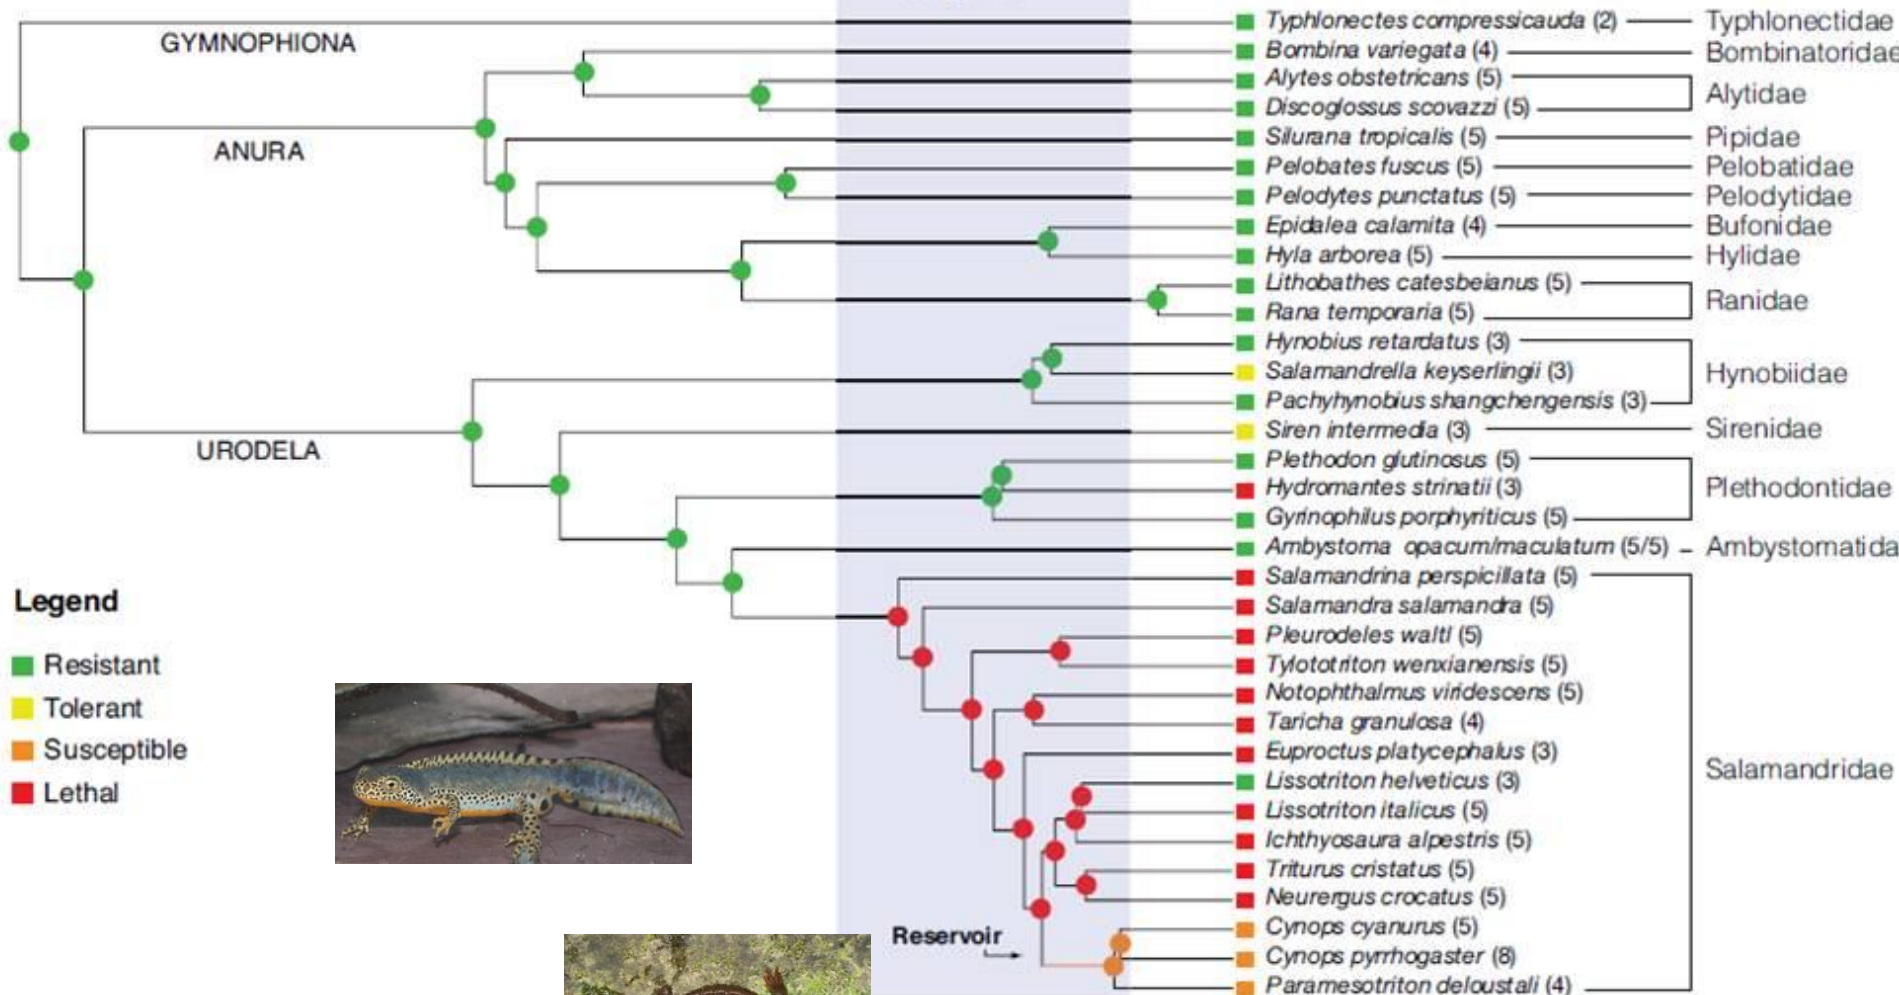 Typhlonectes compressicauda (2) Typhlonectidae
GYMNOPHIONA
Bombina variegata (4) Bombinatoridae
Alytes obstetricans (5)
Alytidae
Discoglossus scovazzi (5)
ANURA
Silurana tropicalis (5) Pipidae
Pelobates fuscus (5) Pelobatidae
Pelodytes punctatus (5) Pelodytidae
Epidalea calamita (4) Bufonidae
Hyla arborea (5) Hylidae
Lithobathes catesbeianus (5)
Ranidae
Rana temporaria (5)
Hynobius retardatus (3)
Salamandrella keyserlingii (3) Hynobiidae
Pachyhynobius shangchengensis (3)
Siren intermedia (3) Sirenidae
URODELA
Plethodon glutinosus (5)
Hydromantes strinatii (3) Plethodontidae
Gyrinophilus porphyriticus (5)
Ambystoma opacum/maculatum (5/5) Ambystomatida
Salamandrina perspicillata (5)
Salamandra salamandra (5)
Pleurodeles waltl (5)
Tylototriton wenxianensis (5)
Notophthalmus viridescens (5)
Taricha granulosa (4)
Euproctus platycephalus (3)
Salamandridae
Lissotriton helveticus (3)
Lissotriton italicus (5)
Ichthyosaura alpestris (5)
Triturus cristatus (5)
Neurergus crocatus (5)
Cynops cyanurus (5)
Reservoir
Cynops pyrrhogaster (8)
Paramesotriton deloustali (4)
Legend
Resistant
Tolerant
Susceptible
Lethal